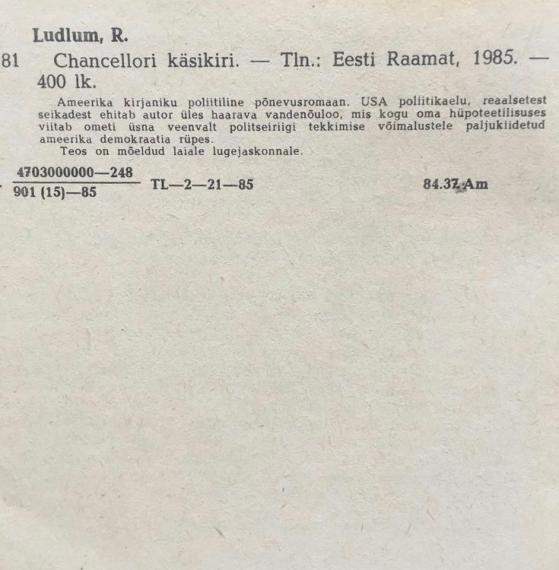 Ludlum, R.
81 Chancellori käsikiri. — Tln.: Eesti Raamat, 1985. —
400 lk.
Ameerika kirjaniku poliitiline põnevusromaan. USA poliitikaelu, reaalsetest
seikadest ehitab autor üles haarava vandenõuloo, mis kogu oma hüpoteetilisuses
viitab ometi üsna veenvalt politseiriigi tekkimise võimalustele paljukiidetud
ameerika demokraatia rüpes.
Teos on mõeldud laiale lugejaskonnale.
4703000000—248
901 (15)—85
TL—2—21—85
84.37 Am